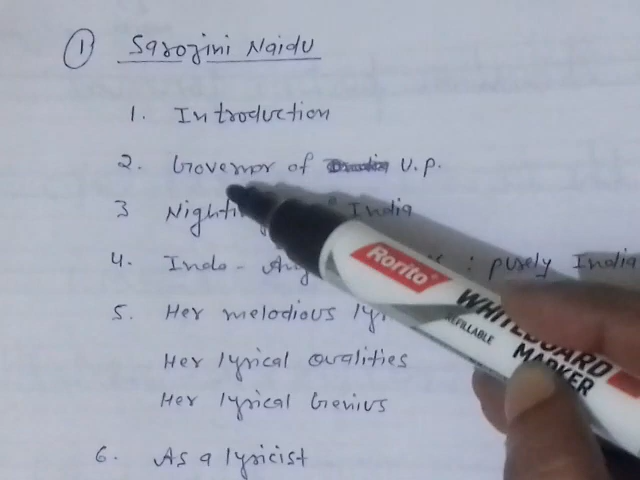 ① Sarojini Naidu
1. Introduction
2. Governor of U.P.
3 India
4. Indo - : purely India
5. Her melodious
Her lyrical Qualities
Her lyrical Genius
6. As a lyricist
Rorito
WHITEBOARD
MARKER
REFILLABLE